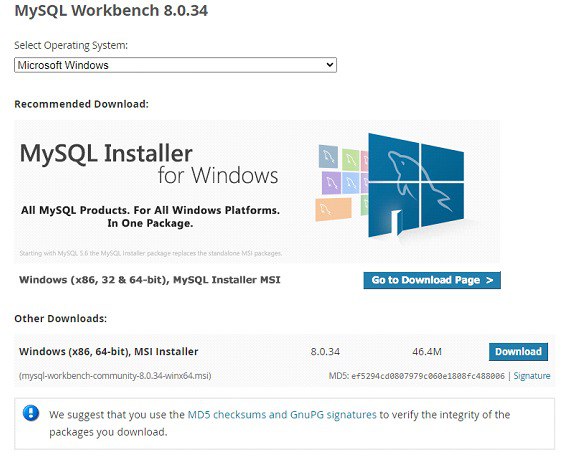 MySQL Workbench 8.0.34
Select Operating System:
Microsoft Windows
Recommended Download:
MySQL Installer
for Windows
All MySQL Products. For All Windows Platforms.
In One Package.
Starting with MySQL 5.6 the MySQL Installer package replaces the standalone MSI packages.
Windows (x86, 32 & 64-bit), MySQL Installer MSI
Go to Download Page >
Other Downloads:
Windows (x86, 64-bit), MSI Installer 8.0.34 46.4M Download
(mysql-workbench-community-8.0.34-winx64.msi) MD5: ef5294cd0807979c060e1808fc488006 | Signature
We suggest that you use the MD5 checksums and GnuPG signatures to verify the integrity of the
packages you download.